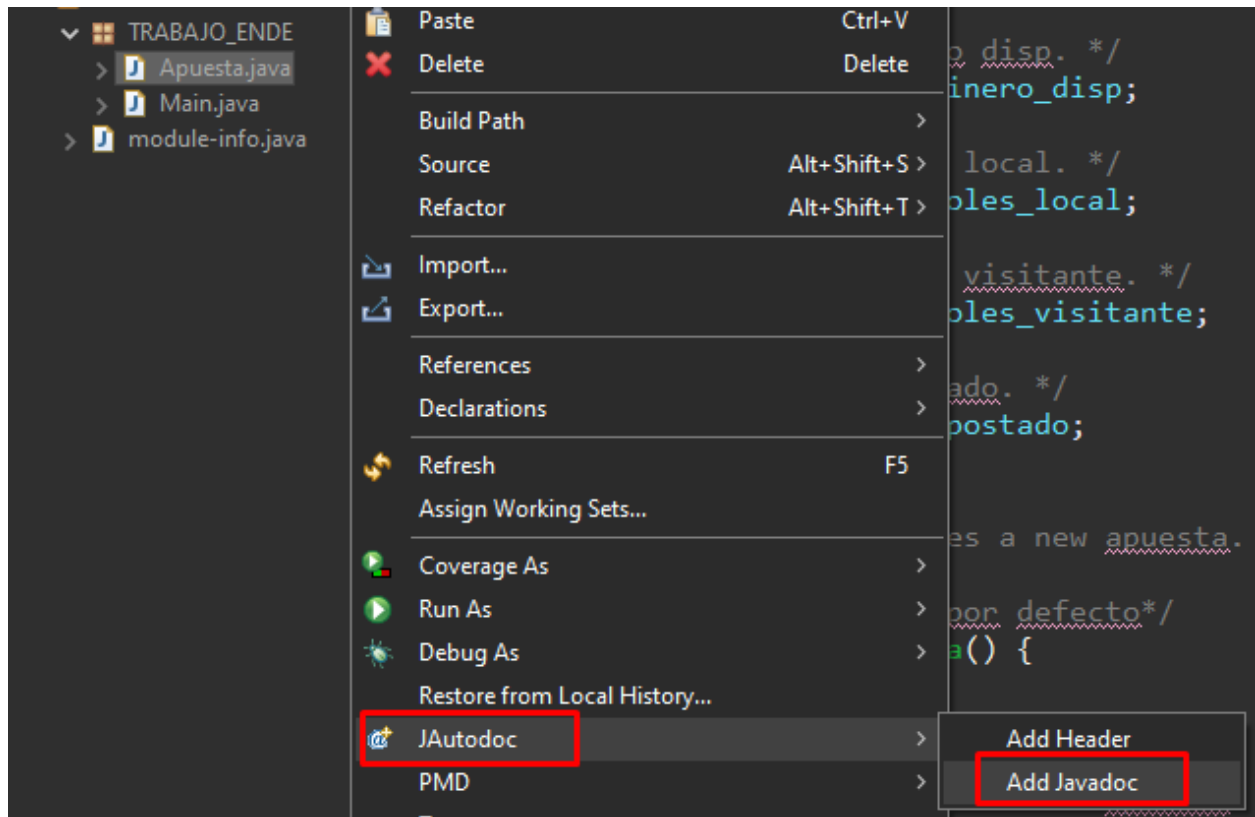 TRABAJO_ENDE
Apuesta.java
Main.java
module-info.java
Paste Ctrl+V
Delete Delete
Build Path
Source Alt+Shift+S
Refactor Alt+Shift+T
Import...
Export...
References
Declarations
Refresh F5
Assign Working Sets...
Coverage As
Run As
Debug As
Restore from Local History...
JAutodoc
PMD
Add Header
Add Javadoc
disp. */
inero_disp;
local. */
oles_local;
visitante. */
oles_visitante;
ado. */
postado;
es a new apuesta.
por defecto*/
a() {